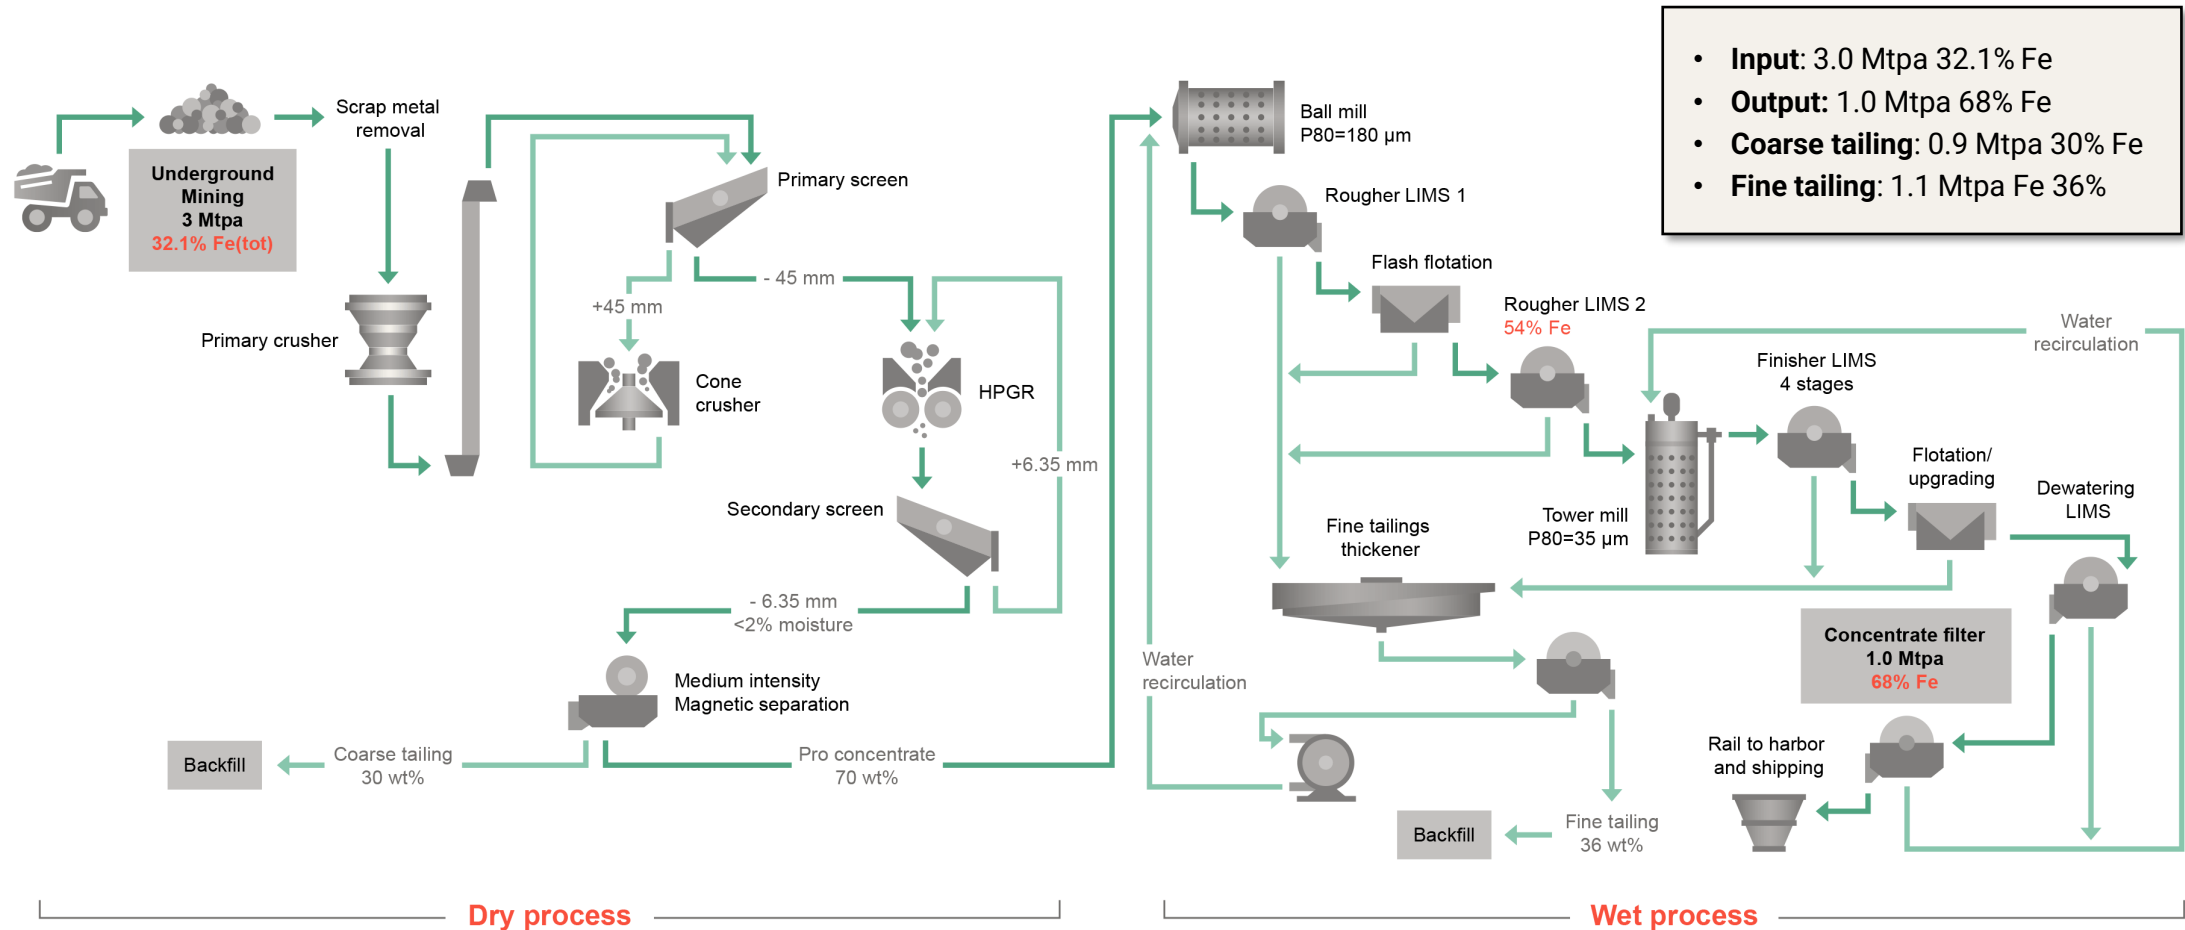 • Input: 3.0 Mtpa 32.1% Fe
• Output: 1.0 Mtpa 68% Fe
• Coarse tailing: 0.9 Mtpa 30% Fe
• Fine tailing: 1.1 Mtpa Fe 36%
Underground
Mining
3 Mtpa
32.1% Fe(tot)
Scrap metal
removal
Primary crusher
Primary screen
+45 mm
- 45 mm
Cone
crusher
HPGR
+6.35 mm
Secondary screen
- 6.35 mm
<2% moisture
Medium intensity
Magnetic separation
Backfill
Coarse tailing
30 wt%
Pro concentrate
70 wt%
Ball mill
P80=180 µm
Rougher LIMS 1
Flash flotation
Rougher LIMS 2
54% Fe
Water
recirculation
Finisher LIMS
4 stages
Flotation/
upgrading
Dewatering
LIMS
Tower mill
P80=35 µm
Fine tailings
thickener
Water
recirculation
Concentrate filter
1.0 Mtpa
68% Fe
Rail to harbor
and shipping
Backfill
Fine tailing
36 wt%
Dry process
Wet process